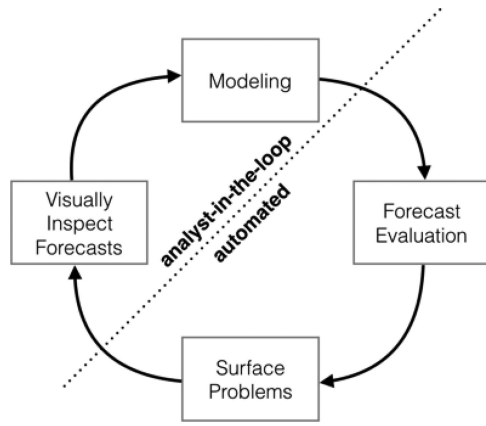 Modeling
analyst-in-the-loop
automated
Visually
Inspect
Forecasts
Forecast
Evaluation
Surface
Problems